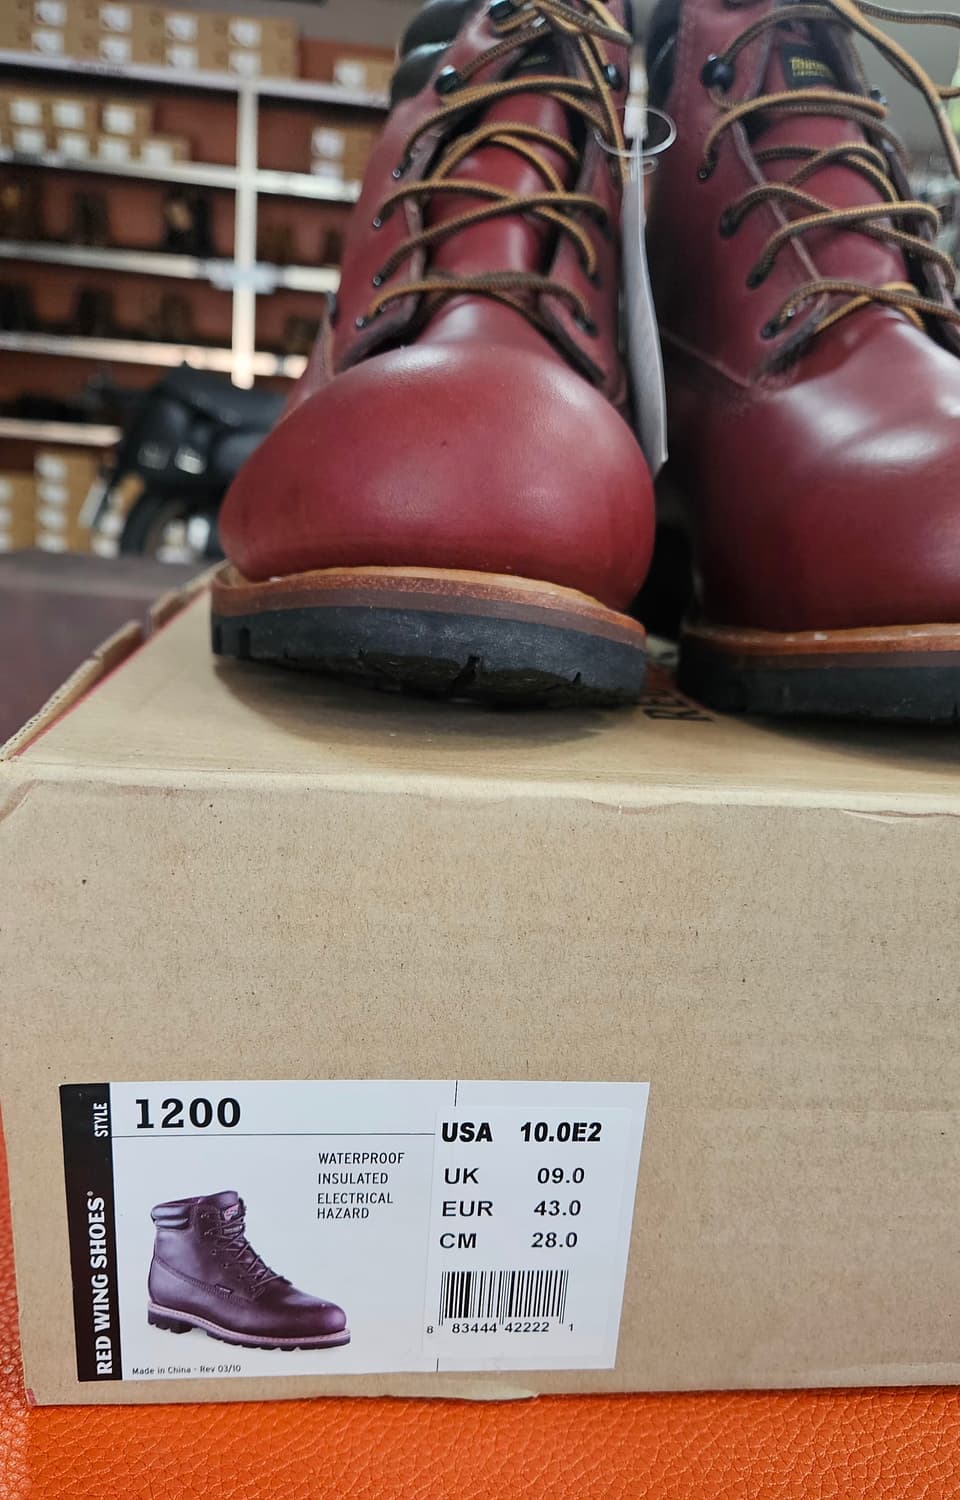 RE
STYLE
1200
RED WING SHOES®
WATERPROOF
INSULATED
ELECTRICAL
HAZARD
USA 10.0E2
UK 09.0
EUR 43.0
CM 28.0
8 83444 42222 1
Made in China - Rev 03/10